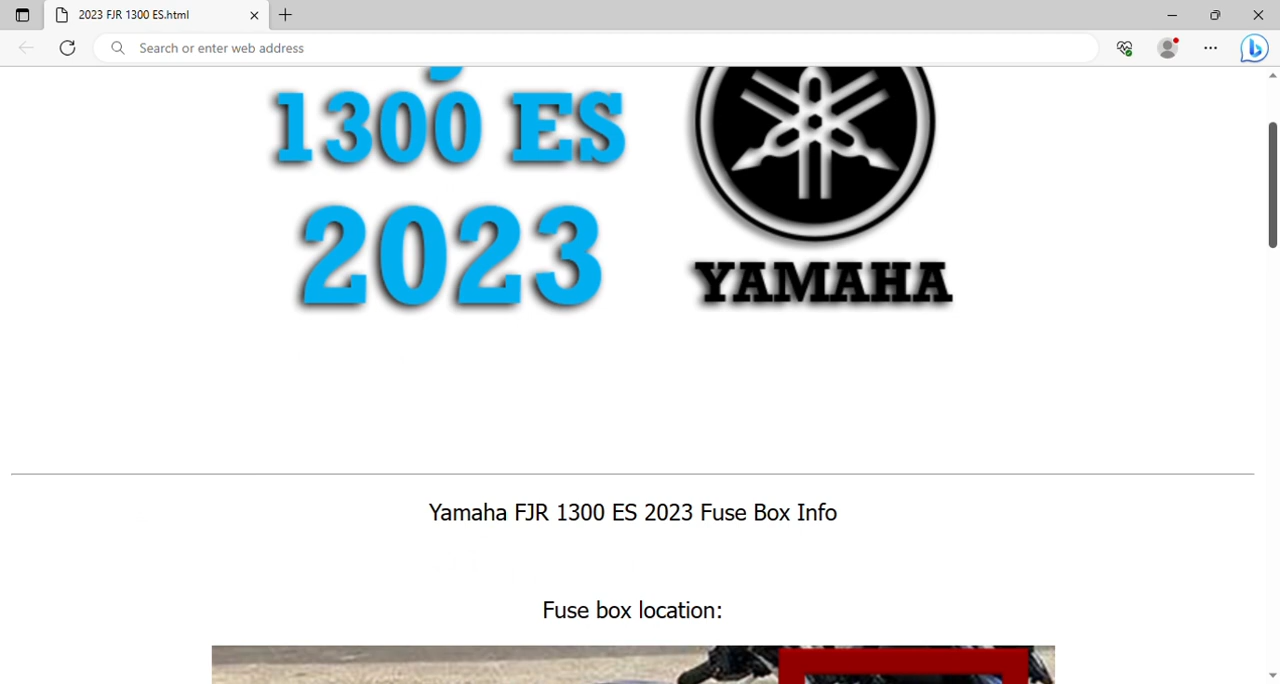 2023 FJR 1300 ES.html
Search or enter web address
1300 ES
2023
YAMAHA
Yamaha FJR 1300 ES 2023 Fuse Box Info
Fuse box location: